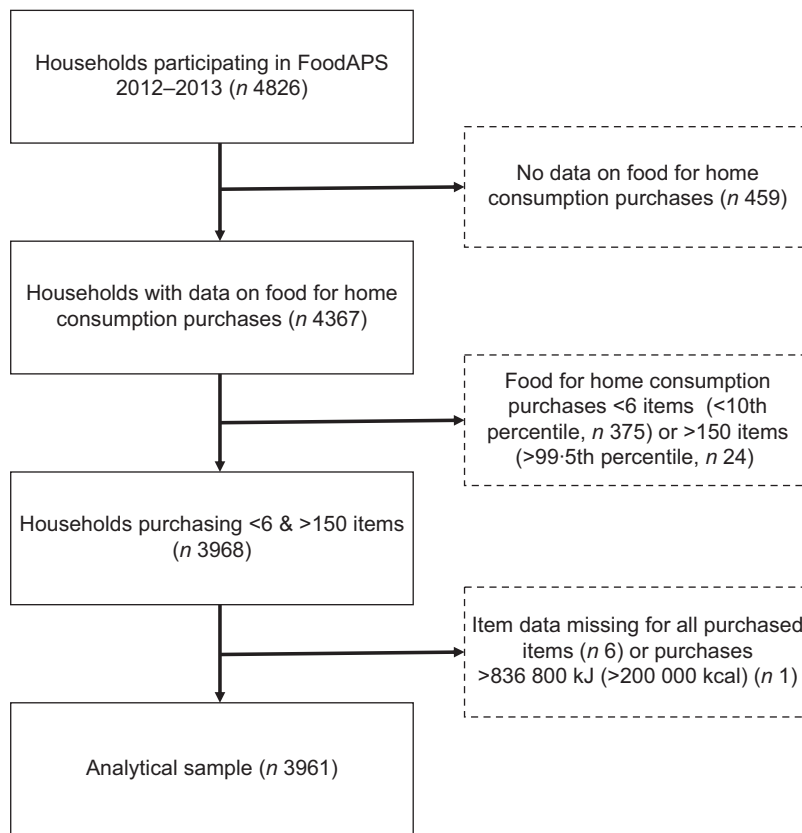 Households participating in FoodAPS
2012–2013 (n 4826)
No data on food for home
consumption purchases (n 459)
Households with data on food for home
consumption purchases (n 4367)
Food for home consumption
purchases <6 items (<10th
percentile, n 375) or >150 items
(>99·5th percentile, n 24)
Households purchasing <6 & >150 items
(n 3968)
Item data missing for all purchased
items (n 6) or purchases
>836 800 kJ (>200 000 kcal) (n 1)
Analytical sample (n 3961)